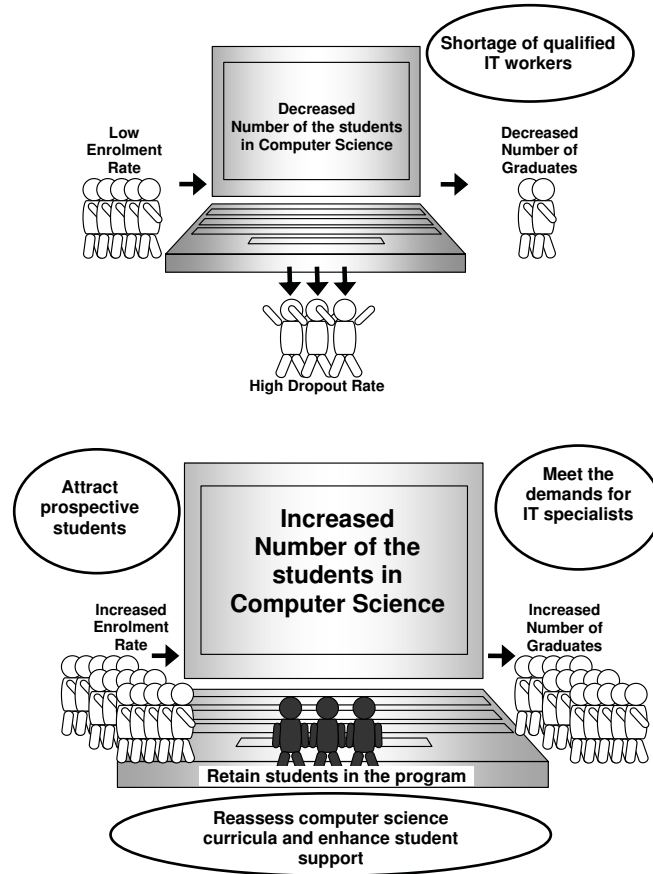 Shortage of qualified
IT workers
Decreased
Number of the students
in Computer Science
Low
Enrolment
Rate
Decreased
Number of
Graduates
High Dropout Rate
Attract
prospective
students
Meet the
demands for
IT specialists
Increased
Number of the
students in
Computer Science
Increased
Enrolment
Rate
Increased
Number of
Graduates
Retain students in the program
Reassess computer science
curricula and enhance student
support